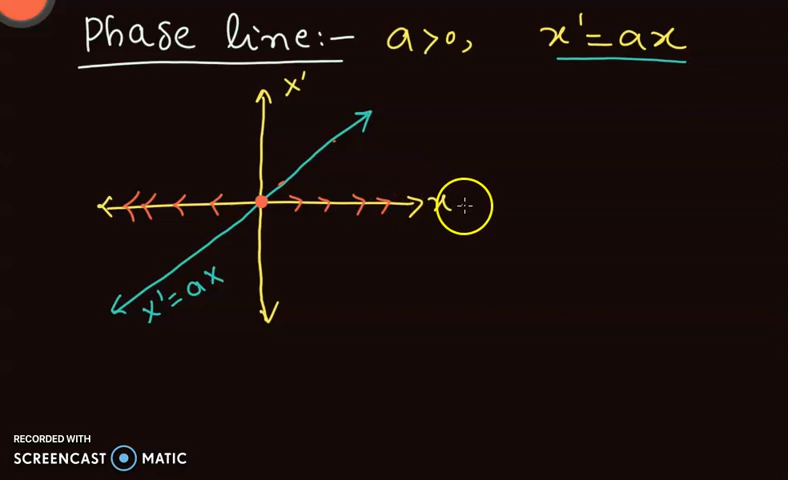 Phase line:- a>0, x'=ax
x'
x
x'=ax
RECORDED WITH
SCREENCAST MATIC